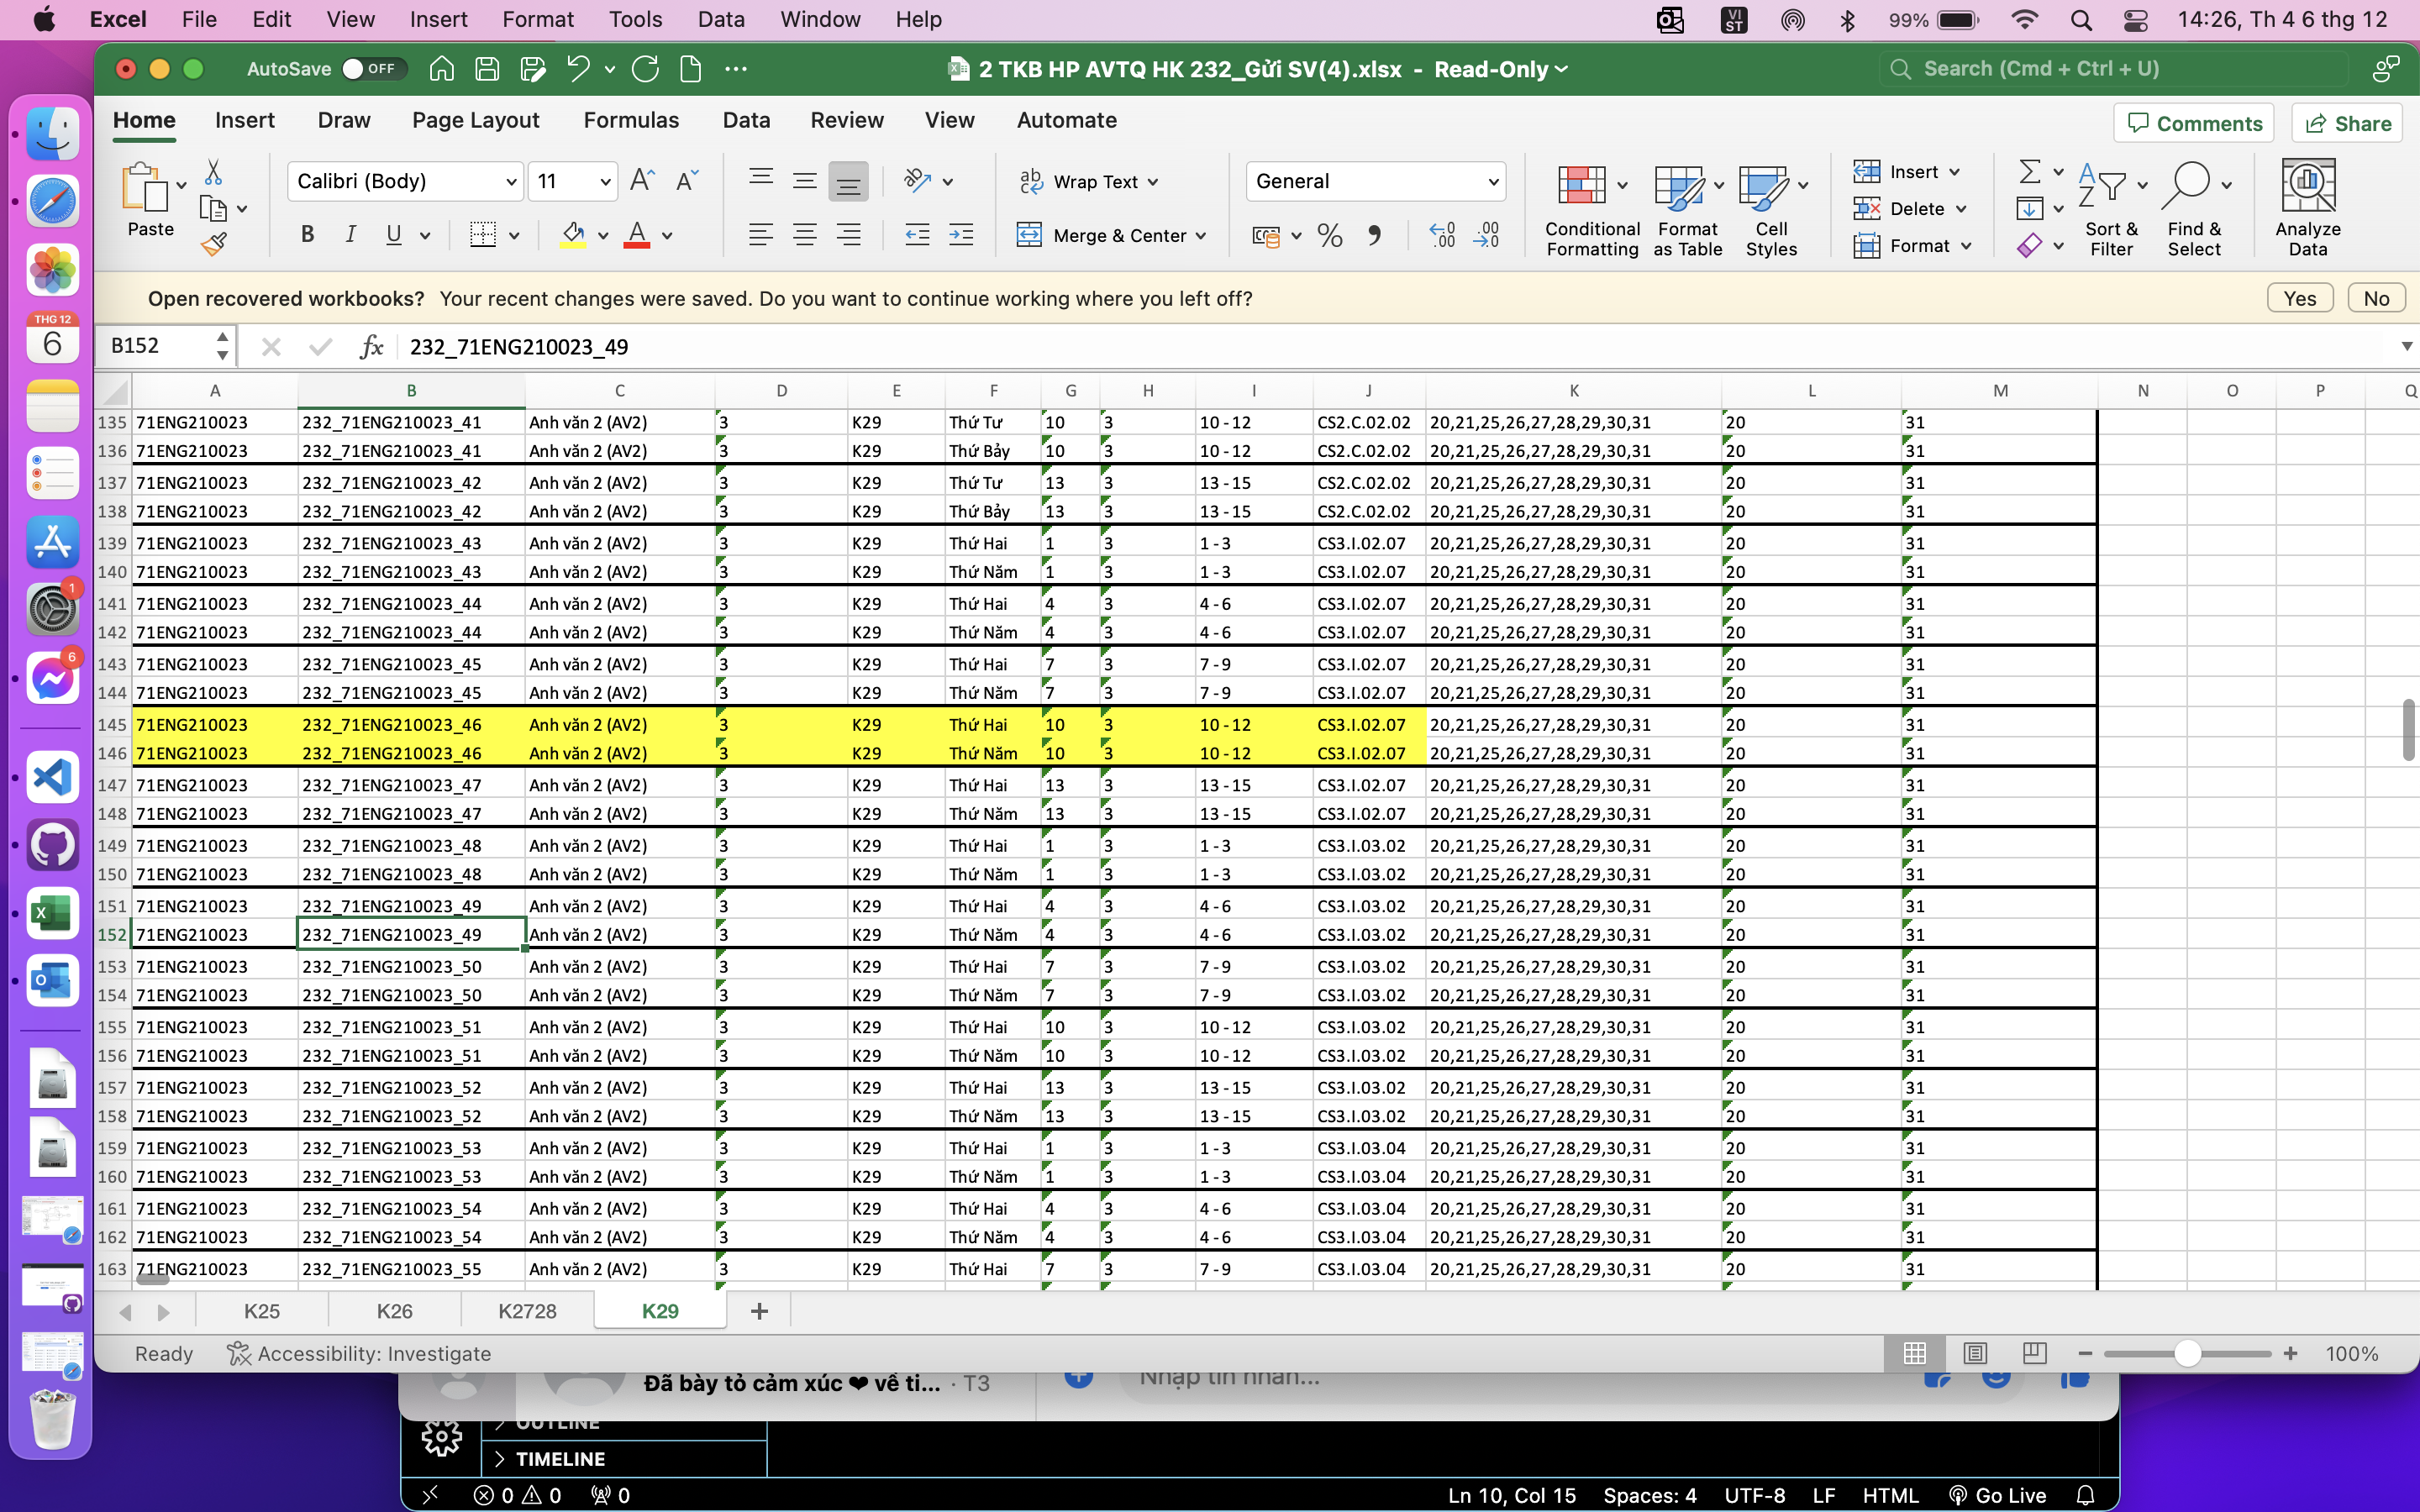 Excel File Edit View Insert Format Tools Data Window Help VI ST 99% 14:26, Th 4 6 thg 12
AutoSave OFF 2 TKB HP AVTQ HK 232_Gửi SV(4).xlsx - Read-Only Search (Cmd + Ctrl + U)
Home Insert Draw Page Layout Formulas Data Review View Automate Comments Share
Paste Calibri (Body) 11 Wrap Text General Conditional Formatting Format as Table Cell Styles Insert Sort & Filter Find & Select Analyze Data
B I U Merge & Center Delete
Format
Open recovered workbooks? Your recent changes were saved. Do you want to continue working where you left off? Yes No
B152 fx 232_71ENG210023_49
A B C D E F G H I J K L M N O P Q
135 71ENG210023 232_71ENG210023_41 Anh văn 2 (AV2) 3 K29 Thứ Tư 10 3 10 - 12 CS2.C.02.02 20,21,25,26,27,28,29,30,31 20 31
136 71ENG210023 232_71ENG210023_41 Anh văn 2 (AV2) 3 K29 Thứ Bảy 10 3 10 - 12 CS2.C.02.02 20,21,25,26,27,28,29,30,31 20 31
137 71ENG210023 232_71ENG210023_42 Anh văn 2 (AV2) 3 K29 Thứ Tư 13 3 13 - 15 CS2.C.02.02 20,21,25,26,27,28,29,30,31 20 31
138 71ENG210023 232_71ENG210023_42 Anh văn 2 (AV2) 3 K29 Thứ Bảy 13 3 13 - 15 CS2.C.02.02 20,21,25,26,27,28,29,30,31 20 31
139 71ENG210023 232_71ENG210023_43 Anh văn 2 (AV2) 3 K29 Thứ Hai 1 3 1 - 3 CS3.I.02.07 20,21,25,26,27,28,29,30,31 20 31
140 71ENG210023 232_71ENG210023_43 Anh văn 2 (AV2) 3 K29 Thứ Năm 1 3 1 - 3 CS3.I.02.07 20,21,25,26,27,28,29,30,31 20 31
141 71ENG210023 232_71ENG210023_44 Anh văn 2 (AV2) 3 K29 Thứ Hai 4 3 4 - 6 CS3.I.02.07 20,21,25,26,27,28,29,30,31 20 31
142 71ENG210023 232_71ENG210023_44 Anh văn 2 (AV2) 3 K29 Thứ Năm 4 3 4 - 6 CS3.I.02.07 20,21,25,26,27,28,29,30,31 20 31
143 71ENG210023 232_71ENG210023_45 Anh văn 2 (AV2) 3 K29 Thứ Hai 7 3 7 - 9 CS3.I.02.07 20,21,25,26,27,28,29,30,31 20 31
144 71ENG210023 232_71ENG210023_45 Anh văn 2 (AV2) 3 K29 Thứ Năm 7 3 7 - 9 CS3.I.02.07 20,21,25,26,27,28,29,30,31 20 31
145 71ENG210023 232_71ENG210023_46 Anh văn 2 (AV2) 3 K29 Thứ Hai 10 3 10 - 12 CS3.I.02.07 20,21,25,26,27,28,29,30,31 20 31
146 71ENG210023 232_71ENG210023_46 Anh văn 2 (AV2) 3 K29 Thứ Năm 10 3 10 - 12 CS3.I.02.07 20,21,25,26,27,28,29,30,31 20 31
147 71ENG210023 232_71ENG210023_47 Anh văn 2 (AV2) 3 K29 Thứ Hai 13 3 13 - 15 CS3.I.02.07 20,21,25,26,27,28,29,30,31 20 31
148 71ENG210023 232_71ENG210023_47 Anh văn 2 (AV2) 3 K29 Thứ Năm 13 3 13 - 15 CS3.I.02.07 20,21,25,26,27,28,29,30,31 20 31
149 71ENG210023 232_71ENG210023_48 Anh văn 2 (AV2) 3 K29 Thứ Hai 1 3 1 - 3 CS3.I.03.02 20,21,25,26,27,28,29,30,31 20 31
150 71ENG210023 232_71ENG210023_48 Anh văn 2 (AV2) 3 K29 Thứ Năm 1 3 1 - 3 CS3.I.03.02 20,21,25,26,27,28,29,30,31 20 31
151 71ENG210023 232_71ENG210023_49 Anh văn 2 (AV2) 3 K29 Thứ Hai 4 3 4 - 6 CS3.I.03.02 20,21,25,26,27,28,29,30,31 20 31
152 71ENG210023 232_71ENG210023_49 Anh văn 2 (AV2) 3 K29 Thứ Năm 4 3 4 - 6 CS3.I.03.02 20,21,25,26,27,28,29,30,31 20 31
153 71ENG210023 232_71ENG210023_50 Anh văn 2 (AV2) 3 K29 Thứ Hai 7 3 7 - 9 CS3.I.03.02 20,21,25,26,27,28,29,30,31 20 31
154 71ENG210023 232_71ENG210023_50 Anh văn 2 (AV2) 3 K29 Thứ Năm 7 3 7 - 9 CS3.I.03.02 20,21,25,26,27,28,29,30,31 20 31
155 71ENG210023 232_71ENG210023_51 Anh văn 2 (AV2) 3 K29 Thứ Hai 10 3 10 - 12 CS3.I.03.02 20,21,25,26,27,28,29,30,31 20 31
156 71ENG210023 232_71ENG210023_51 Anh văn 2 (AV2) 3 K29 Thứ Năm 10 3 10 - 12 CS3.I.03.02 20,21,25,26,27,28,29,30,31 20 31
157 71ENG210023 232_71ENG210023_52 Anh văn 2 (AV2) 3 K29 Thứ Hai 13 3 13 - 15 CS3.I.03.02 20,21,25,26,27,28,29,30,31 20 31
158 71ENG210023 232_71ENG210023_52 Anh văn 2 (AV2) 3 K29 Thứ Năm 13 3 13 - 15 CS3.I.03.02 20,21,25,26,27,28,29,30,31 20 31
159 71ENG210023 232_71ENG210023_53 Anh văn 2 (AV2) 3 K29 Thứ Hai 1 3 1 - 3 CS3.I.03.04 20,21,25,26,27,28,29,30,31 20 31
160 71ENG210023 232_71ENG210023_53 Anh văn 2 (AV2) 3 K29 Thứ Năm 1 3 1 - 3 CS3.I.03.04 20,21,25,26,27,28,29,30,31 20 31
161 71ENG210023 232_71ENG210023_54 Anh văn 2 (AV2) 3 K29 Thứ Hai 4 3 4 - 6 CS3.I.03.04 20,21,25,26,27,28,29,30,31 20 31
162 71ENG210023 232_71ENG210023_54 Anh văn 2 (AV2) 3 K29 Thứ Năm 4 3 4 - 6 CS3.I.03.04 20,21,25,26,27,28,29,30,31 20 31
163 71ENG210023 232_71ENG210023_55 Anh văn 2 (AV2) 3 K29 Thứ Hai 7 3 7 - 9 CS3.I.03.04 20,21,25,26,27,28,29,30,31 20 31
K25 K26 K2728 K29 +
Ready Accessibility: Investigate 100%
THG 12
6
1
6
Đã bày tỏ cảm xúc ❤ về ti... · T3 Nhập tin nhắn...
OUTLINE
TIMELINE
0 0 0 Ln 10, Col 15 Spaces: 4 UTF-8 LF HTML Go Live